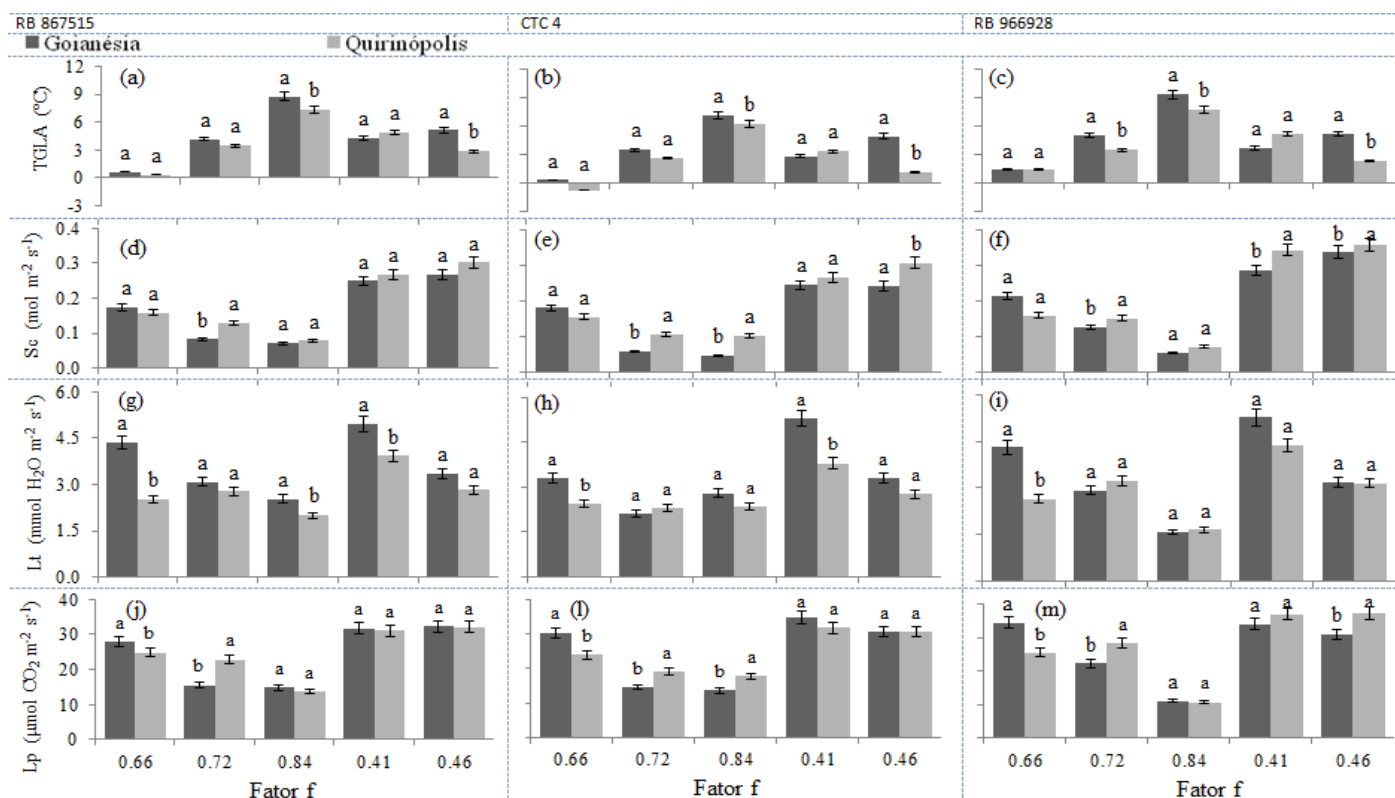 RB 867515 CTC 4 RB 966928
Goianésia Quirinópolis
TGLA (ºC)
12
9
6
3
0
-3
(a)
a a a a a b a a a b
(b)
a a a a a b a a a b
(c)
a a a b a b a a a b
Sc (mol m-2 s-1)
0.4
0.3
0.2
0.1
0.0
(d)
a a b a a a a a a a
(e)
a a b a b a a a a b
(f)
a a b a a a b a b a
Lt (mmol H2O m-2 s-1)
6.0
4.5
3.0
1.5
0.0
(g)
a b a a a b a b a a
(h)
a b a a a a a b a a
(i)
a b a a a a a a a a
Lp (µmol CO2 m-2 s-1)
40
30
20
10
0
(j)
a b b a a a a a a a
(l)
a b b a b a a a a a
(m)
a b b a a a a a b a
0.66 0.72 0.84 0.41 0.46 0.66 0.72 0.84 0.41 0.46 0.66 0.72 0.84 0.41 0.46
Fator f Fator f Fator f